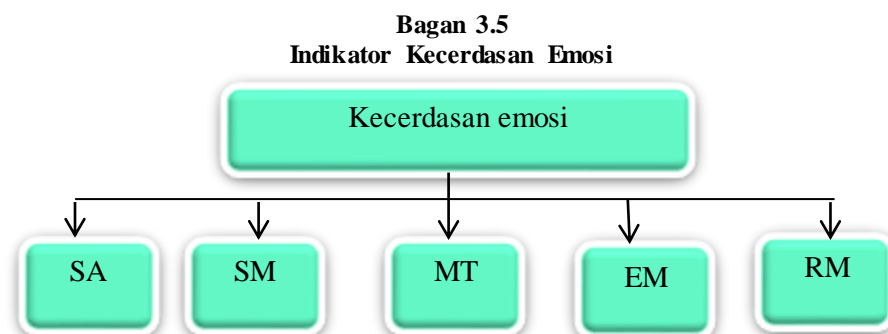 Bagan 3.5
Indikator Kecerdasan Emosi
Kecerdasan emosi
SA
SM
MT
EM
RM